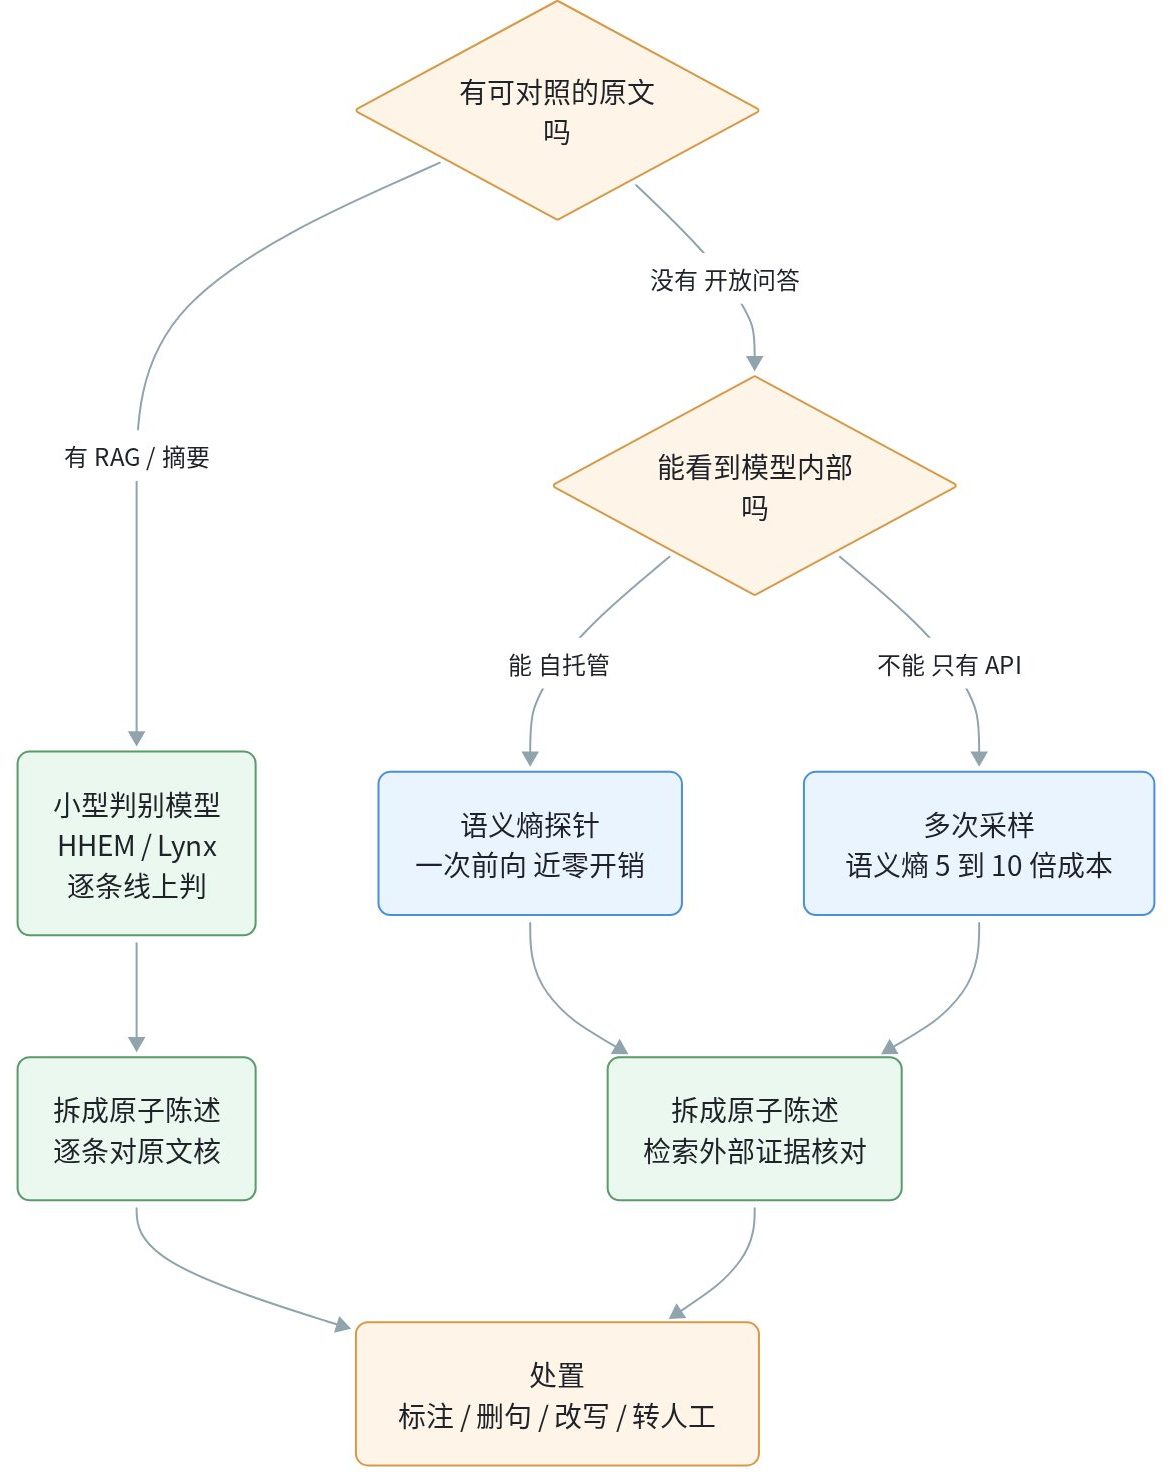 有可对照的原文
吗
没有 开放问答
有 RAG / 摘要
能看到模型内部
吗
能 自托管
不能 只有 API
小型判别模型
HHEM / Lynx
逐条线上判
语义熵探针
一次前向 近零开销
多次采样
语义熵 5 到 10 倍成本
拆成原子陈述
逐条对原文核
拆成原子陈述
检索外部证据核对
处置
标注 / 删句 / 改写 / 转人工